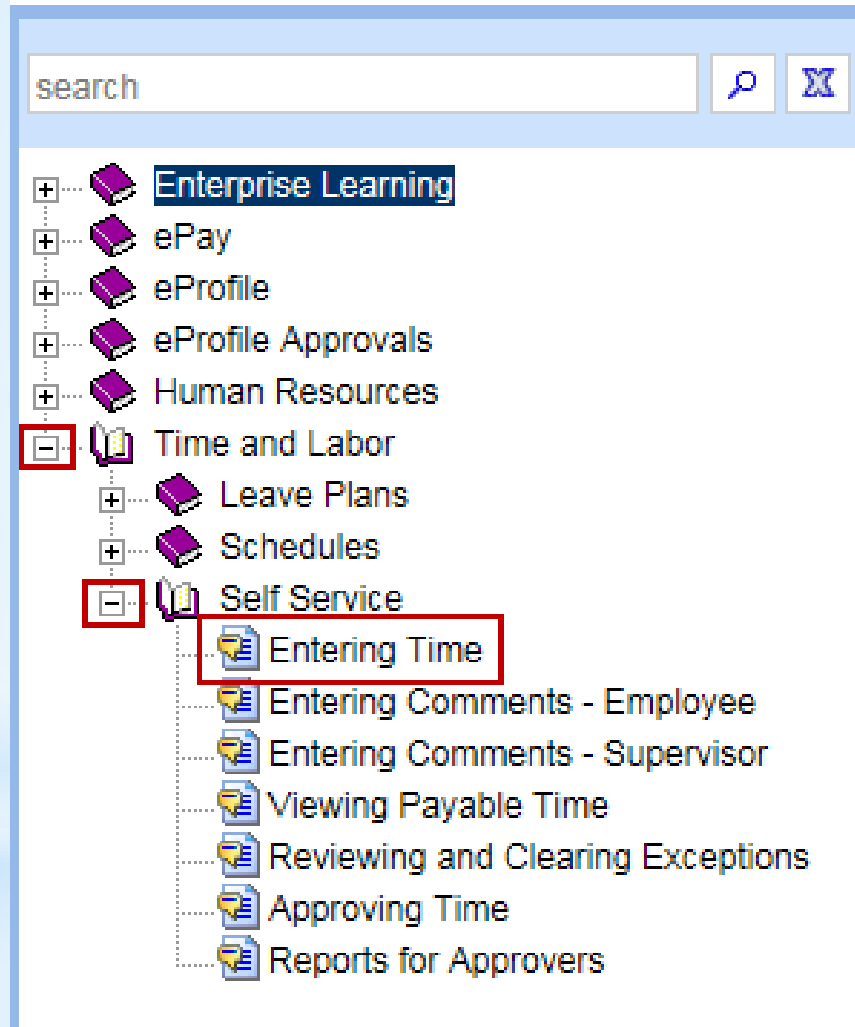 search
Enterprise Learning
ePay
eProfile
eProfile Approvals
Human Resources
Time and Labor
Leave Plans
Schedules
Self Service
Entering Time
Entering Comments - Employee
Entering Comments - Supervisor
Viewing Payable Time
Reviewing and Clearing Exceptions
Approving Time
Reports for Approvers